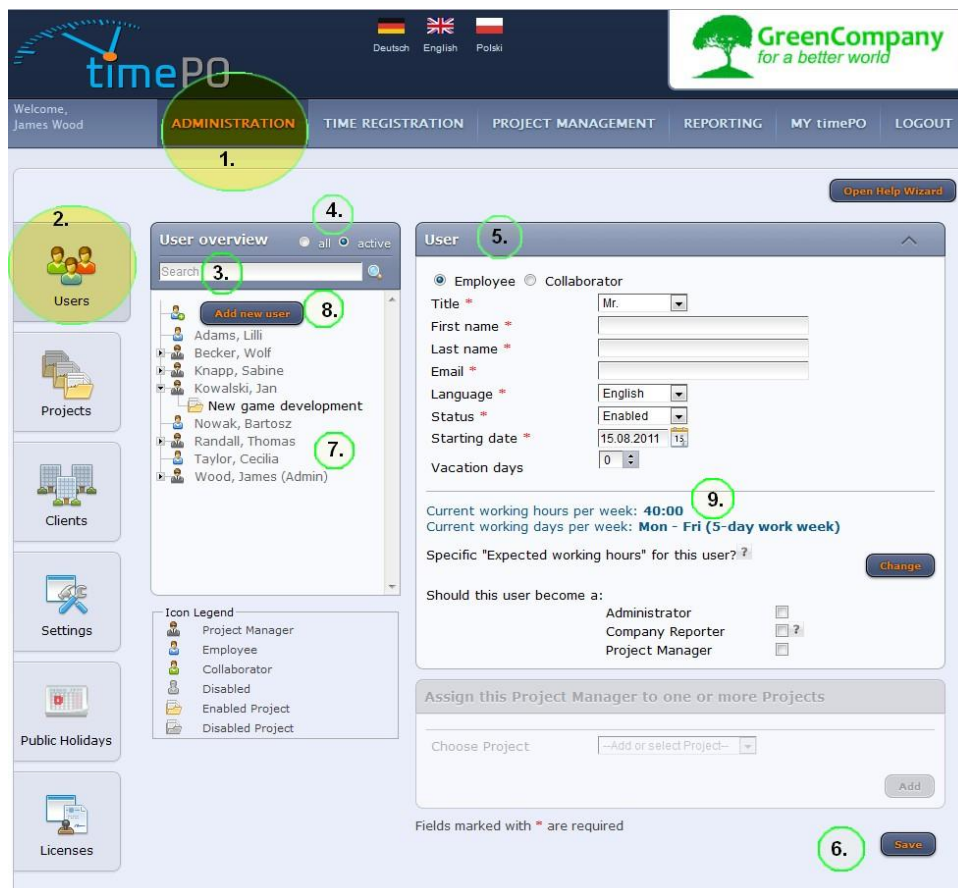 timePO
Deutsch English Polski
GreenCompany
for a better world
Welcome,
James Wood
ADMINISTRATION TIME REGISTRATION PROJECT MANAGEMENT REPORTING MY timePO LOGOUT
1.
Open Help Wizard
2.
Users
Projects
Clients
Settings
Public Holidays
Licenses
4.
User overview all active
Search 3.
Add new user 8.
Adams, Lilli
Becker, Wolf
Knapp, Sabine
Kowalski, Jan
New game development
Nowak, Bartosz
Randall, Thomas
Taylor, Cecilia
7.
Wood, James (Admin)
Icon Legend
Project Manager
Employee
Collaborator
Disabled
Enabled Project
Disabled Project
User 5.
Employee Collaborator
Title * Mr.
First name *
Last name *
Email *
Language * English
Status * Enabled
Starting date * 15.08.2011 15
Vacation days 0
9.
Current working hours per week: 40:00
Current working days per week: Mon - Fri (5-day work week)
Specific "Expected working hours" for this user? ?
Change
Should this user become a:
Administrator
Company Reporter ?
Project Manager
Assign this Project Manager to one or more Projects
Choose Project --Add or select Project--
Add
Fields marked with * are required
6. Save